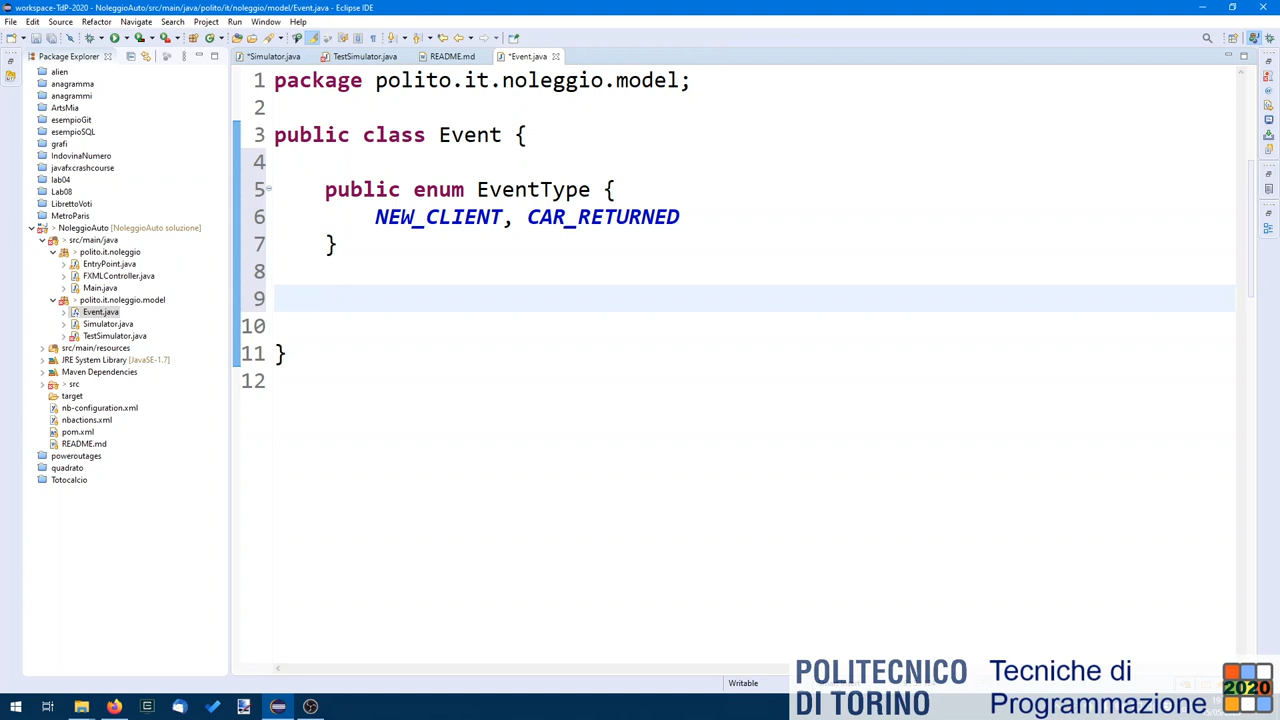 workspace-TdP-2020 - NoleggioAuto/src/main/java/polito/it/noleggio/model/Event.java - Eclipse IDE
File Edit Source Refactor Navigate Search Project Run Window Help
Package Explorer
*Simulator.java TestSimulator.java README.md *Event.java
alien
anagramma
anagrammi
ArtsMia
esempioGit
esempioSQL
grafi
IndovinaNumero
javafxcrashcourse
lab04
Lab08
LibrettoVoti
MetroParis
NoleggioAuto [NoleggioAuto soluzione]
src/main/java
> polito.it.noleggio
EntryPoint.java
FXMLController.java
Main.java
> polito.it.noleggio.model
Event.java
Simulator.java
TestSimulator.java
src/main/resources
JRE System Library [JavaSE-1.7]
Maven Dependencies
> src
target
nb-configuration.xml
nbactions.xml
pom.xml
README.md
poweroutages
quadrato
Totocalcio
1 package polito.it.noleggio.model;
2
3 public class Event {
4
5 public enum EventType {
6 NEW_CLIENT, CAR_RETURNED
7 }
8
9
10
11 }
12
Writable
POLITECNICO
DI TORINO
Tecniche di
Programmazione
2020